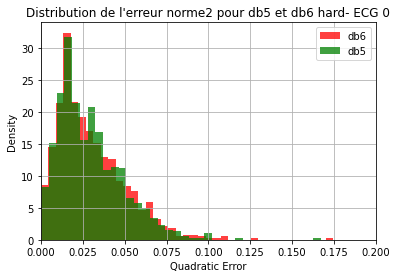 Distribution de l'erreur norme2 pour db5 et db6 hard- ECG 0
db6
db5
Density
30
25
20
15
10
5
0
0.000 0.025 0.050 0.075 0.100 0.125 0.150 0.175 0.200
Quadratic Error